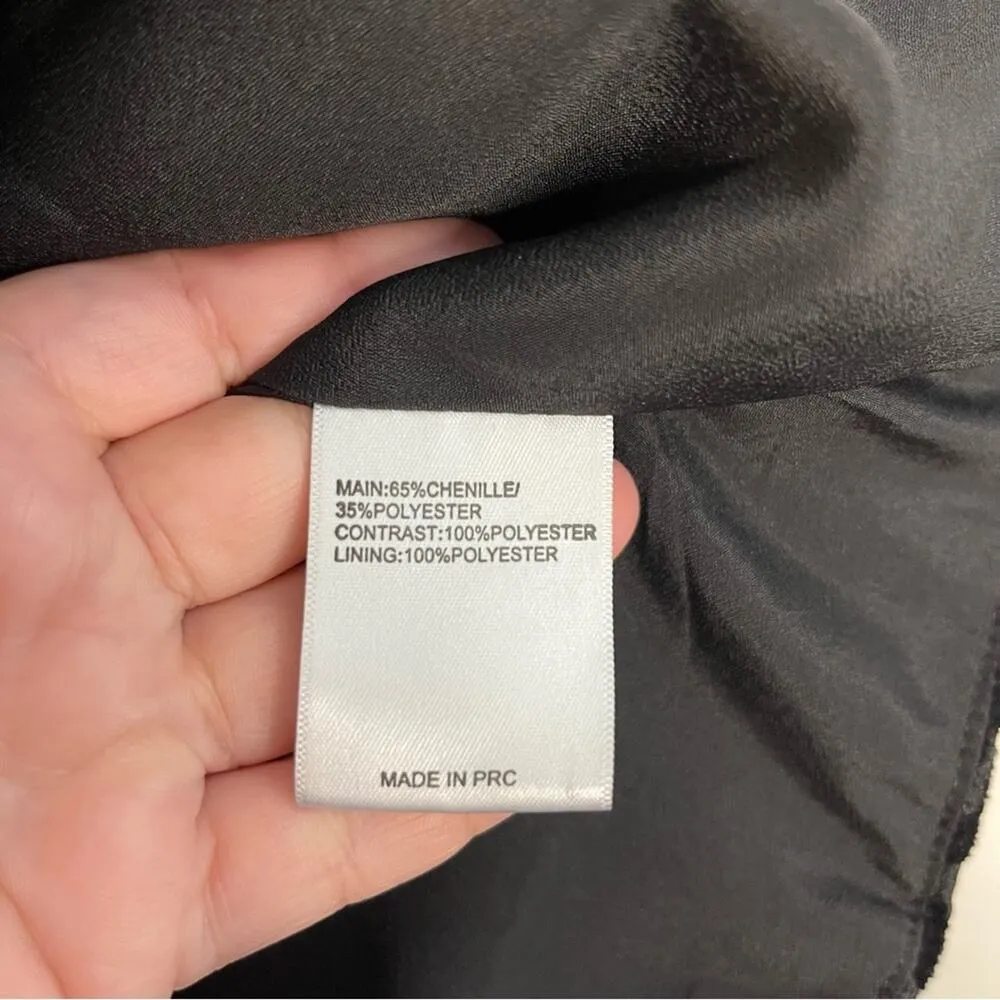 MAIN:65%CHENILLE/
35%POLYESTER
CONTRAST:100%POLYESTER
LINING:100%POLYESTER
MADE IN PRC